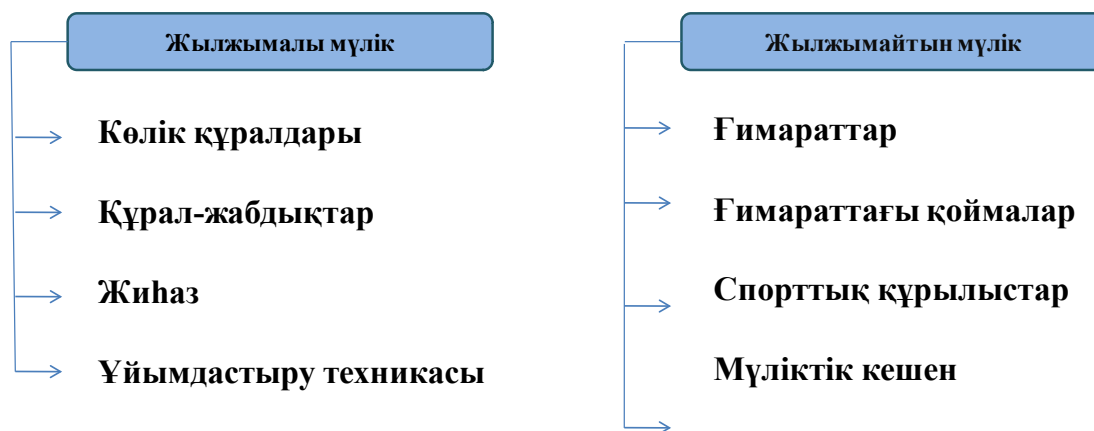 Жылжымалы мүлік
Көлік құралдары
Құрал-жабдықтар
Жиһаз
Ұйымдастыру техникасы
Жылжымайтын мүлік
Ғимараттар
Ғимараттағы қоймалар
Спорттық құрылыстар
Мүліктік кешен